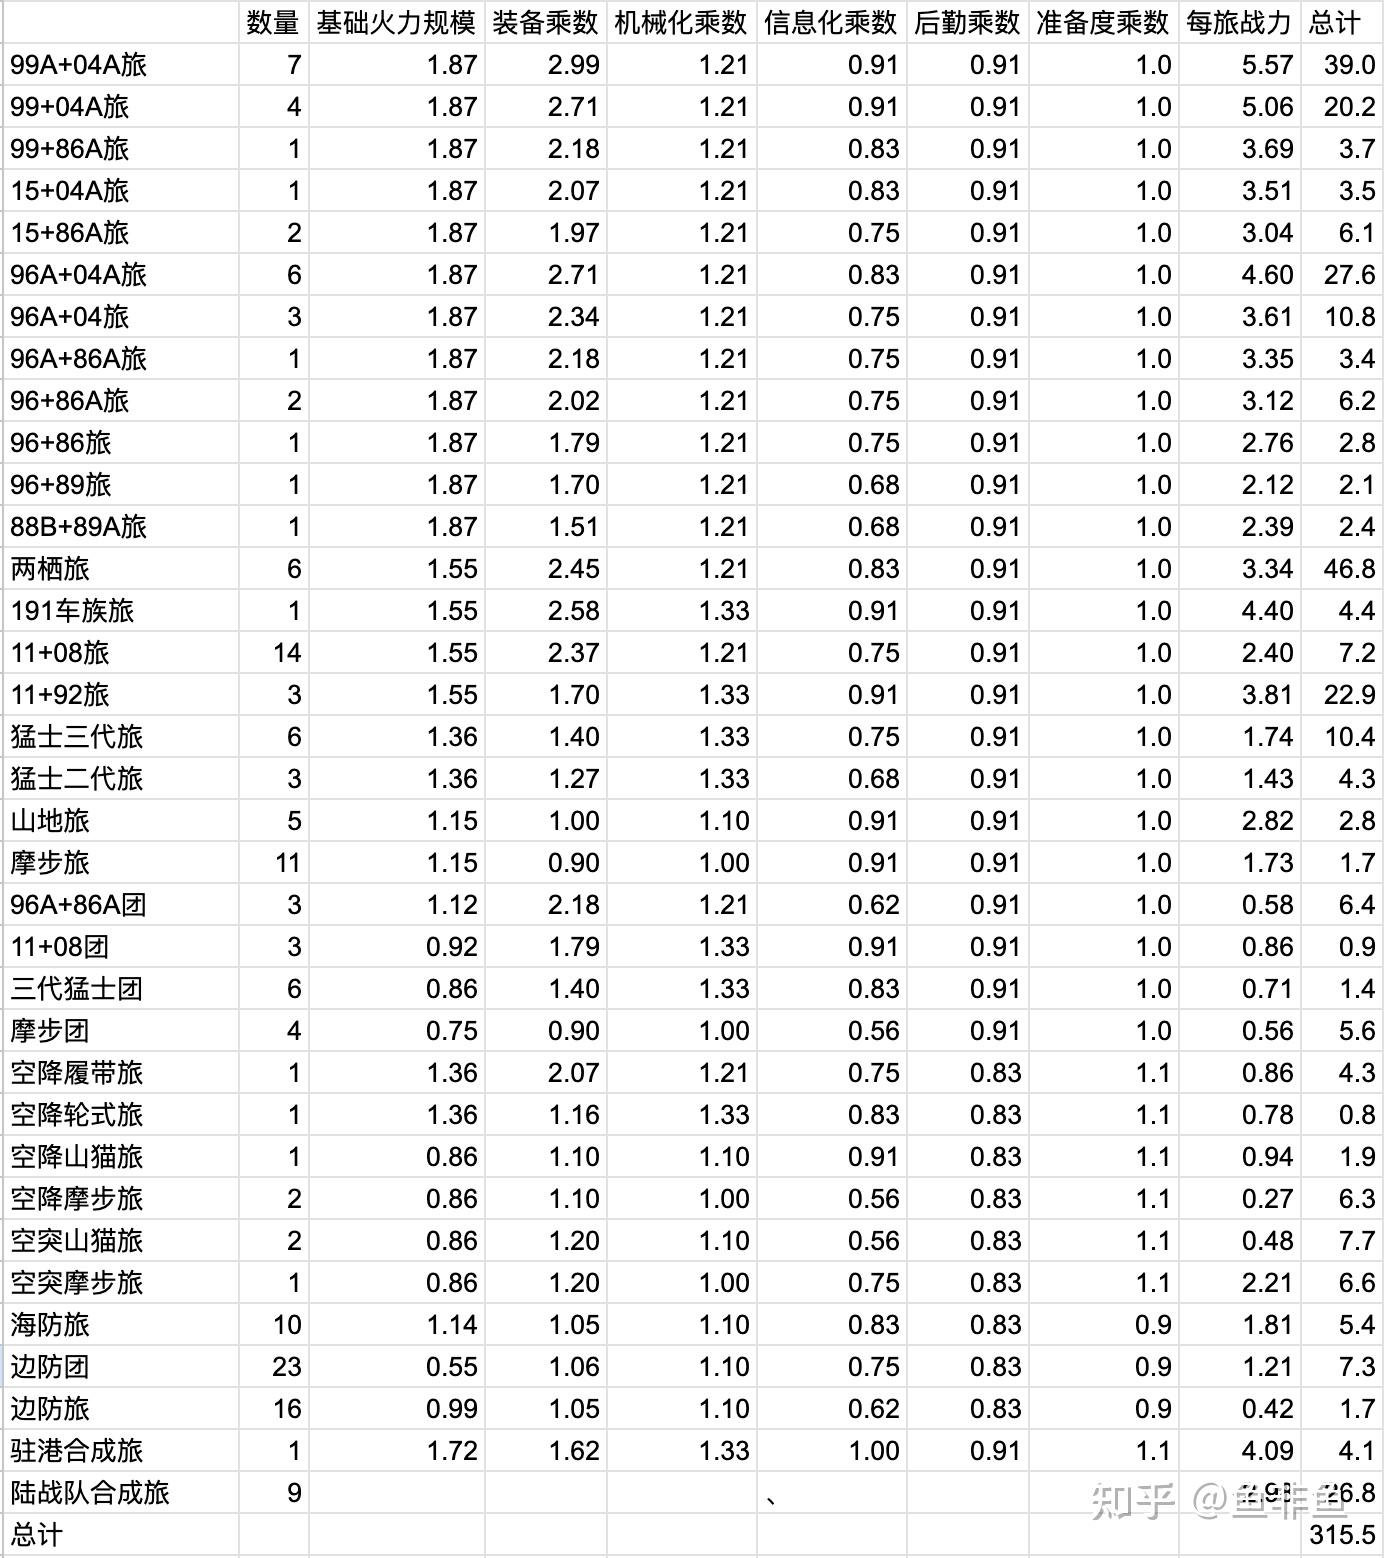 数量 基础火力规模 装备乘数 机械化乘数 信息化乘数 后勤乘数 准备度乘数 每旅战力 总计
99A+04A旅 7 1.87 2.99 1.21 0.91 0.91 1.0 5.57 39.0
99+04A旅 4 1.87 2.71 1.21 0.91 0.91 1.0 5.06 20.2
99+86A旅 1 1.87 2.18 1.21 0.83 0.91 1.0 3.69 3.7
15+04A旅 1 1.87 2.07 1.21 0.83 0.91 1.0 3.51 3.5
15+86A旅 2 1.87 1.97 1.21 0.75 0.91 1.0 3.04 6.1
96A+04A旅 6 1.87 2.71 1.21 0.83 0.91 1.0 4.60 27.6
96A+04旅 3 1.87 2.34 1.21 0.75 0.91 1.0 3.61 10.8
96A+86A旅 1 1.87 2.18 1.21 0.75 0.91 1.0 3.35 3.4
96+86A旅 2 1.87 2.02 1.21 0.75 0.91 1.0 3.12 6.2
96+86旅 1 1.87 1.79 1.21 0.75 0.91 1.0 2.76 2.8
96+89旅 1 1.87 1.70 1.21 0.68 0.91 1.0 2.12 2.1
88B+89A旅 1 1.87 1.51 1.21 0.68 0.91 1.0 2.39 2.4
两栖旅 6 1.55 2.45 1.21 0.83 0.91 1.0 3.34 46.8
191车族旅 1 1.55 2.58 1.33 0.91 0.91 1.0 4.40 4.4
11+08旅 14 1.55 2.37 1.21 0.75 0.91 1.0 2.40 7.2
11+92旅 3 1.55 1.70 1.33 0.91 0.91 1.0 3.81 22.9
猛士三代旅 6 1.36 1.40 1.33 0.75 0.91 1.0 1.74 10.4
猛士二代旅 3 1.36 1.27 1.33 0.68 0.91 1.0 1.43 4.3
山地旅 5 1.15 1.00 1.10 0.91 0.91 1.0 2.82 2.8
摩步旅 11 1.15 0.90 1.00 0.91 0.91 1.0 1.73 1.7
96A+86A团 3 1.12 2.18 1.21 0.62 0.91 1.0 0.58 6.4
11+08团 3 0.92 1.79 1.33 0.91 0.91 1.0 0.86 0.9
三代猛士团 6 0.86 1.40 1.33 0.83 0.91 1.0 0.71 1.4
摩步团 4 0.75 0.90 1.00 0.56 0.91 1.0 0.56 5.6
空降履带旅 1 1.36 2.07 1.21 0.75 0.83 1.1 0.86 4.3
空降轮式旅 1 1.36 1.16 1.33 0.83 0.83 1.1 0.78 0.8
空降山猫旅 1 0.86 1.10 1.10 0.91 0.83 1.1 0.94 1.9
空降摩步旅 2 0.86 1.10 1.00 0.56 0.83 1.1 0.27 6.3
空突山猫旅 2 0.86 1.20 1.10 0.56 0.83 1.1 0.48 7.7
空突摩步旅 1 0.86 1.20 1.00 0.75 0.83 1.1 2.21 6.6
海防旅 10 1.14 1.05 1.10 0.83 0.83 0.9 1.81 5.4
边防团 23 0.55 1.06 1.10 0.75 0.83 0.9 1.21 7.3
边防旅 16 0.99 1.05 1.10 0.62 0.83 0.9 0.42 1.7
驻港合成旅 1 1.72 1.62 1.33 1.00 0.91 1.1 4.09 4.1
陆战队合成旅 9 、 2.98 26.8
知乎 @鱼非鱼
总计 315.5